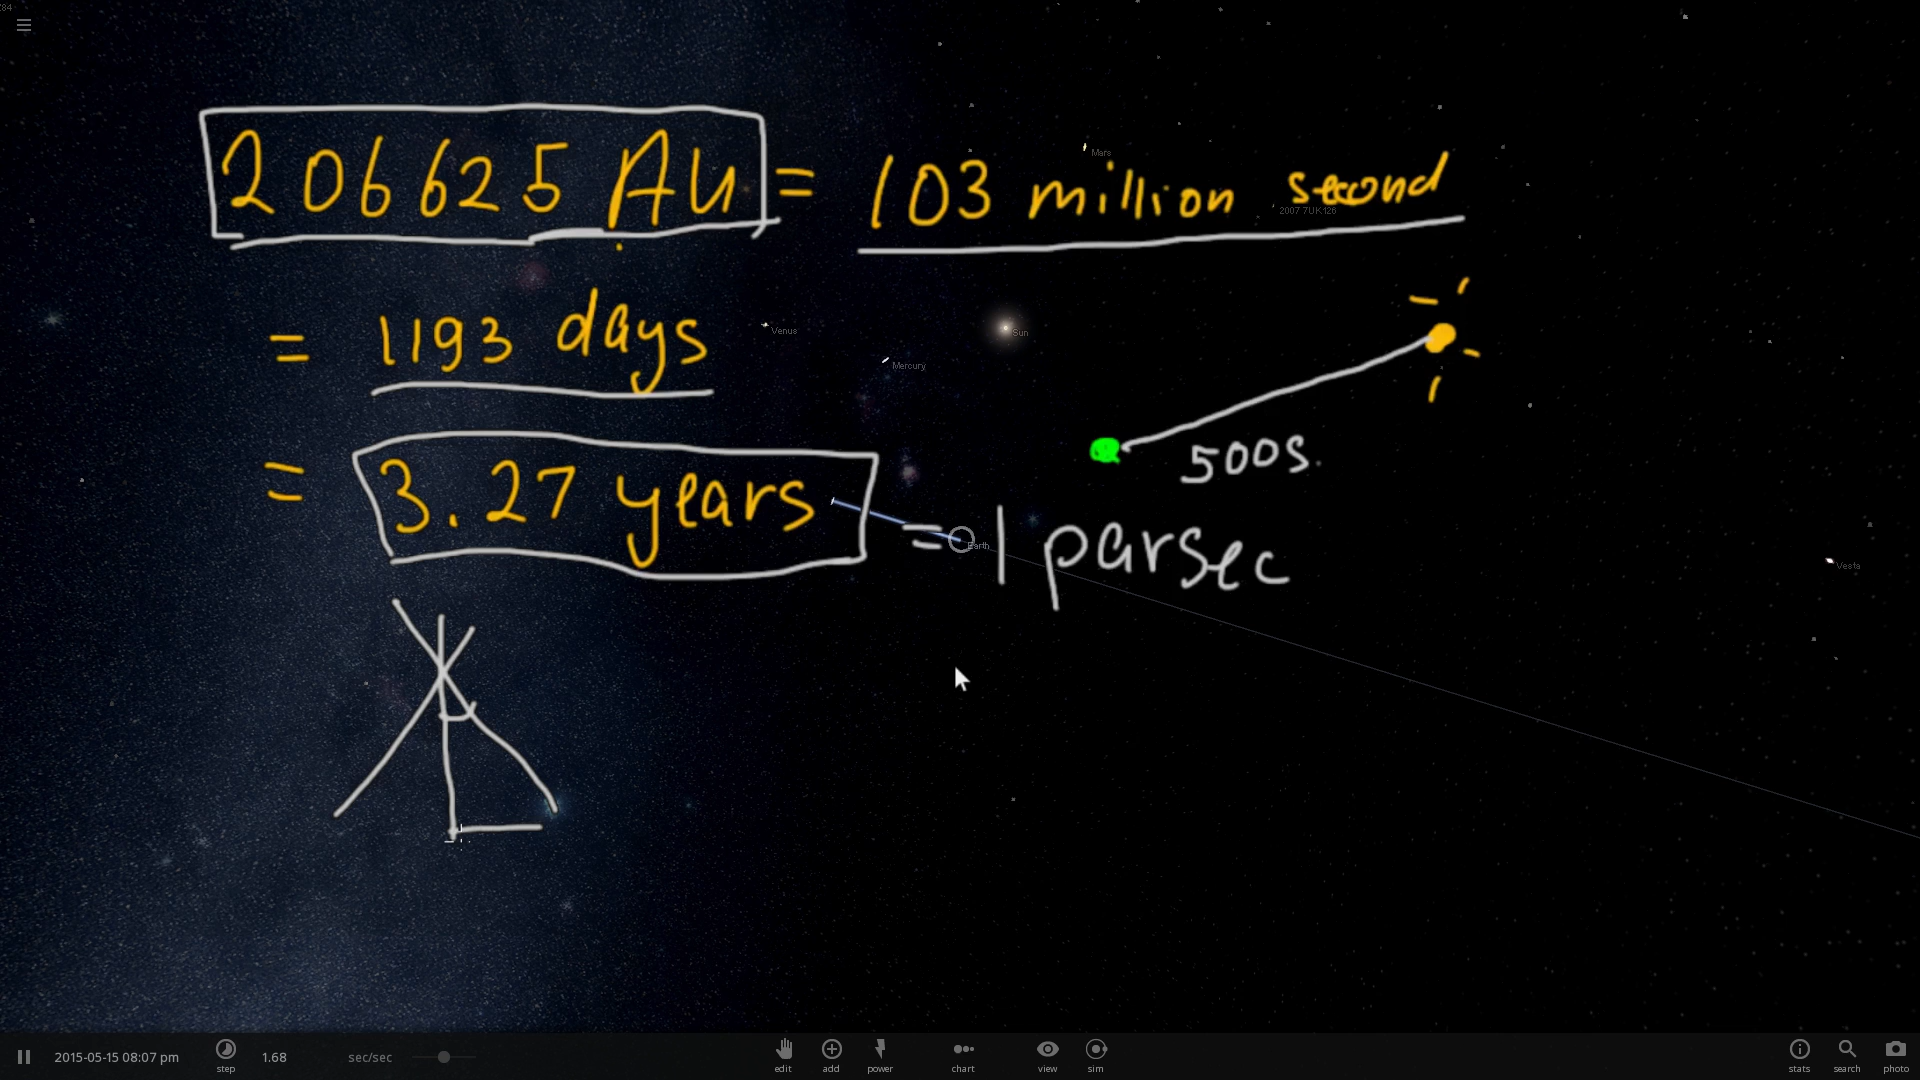 84
206625 AU = 103 million second
Mars
2007 7UK126
= 1193 days
Venus
Sun
Mercury
500s.
= 3.27 years = 1 parsec
Earth
Vesta
2015-05-15 08:07 pm step 1.68 sec/sec edit add power chart view sim stats search photo